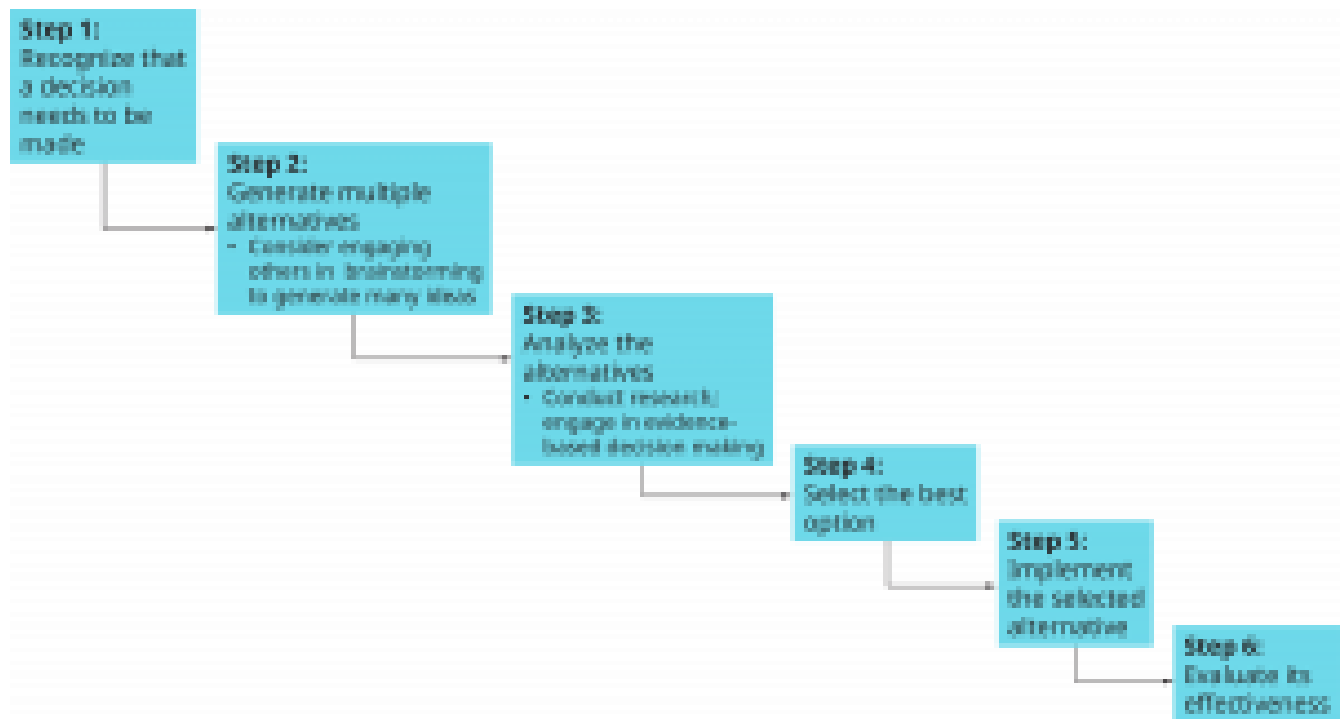 Step 1:
Recognize that
a decision
needs to be
made
Step 2:
Generate multiple
alternatives
- Consider engaging
others in brainstorming
to generate many ideas
Step 3:
Analyze the
alternatives
• Conduct research;
engage in evidence-
based decision making
Step 4:
Select the best
option
Step 5:
Implement
the selected
alternative
Step 6:
Evaluate its
effectiveness